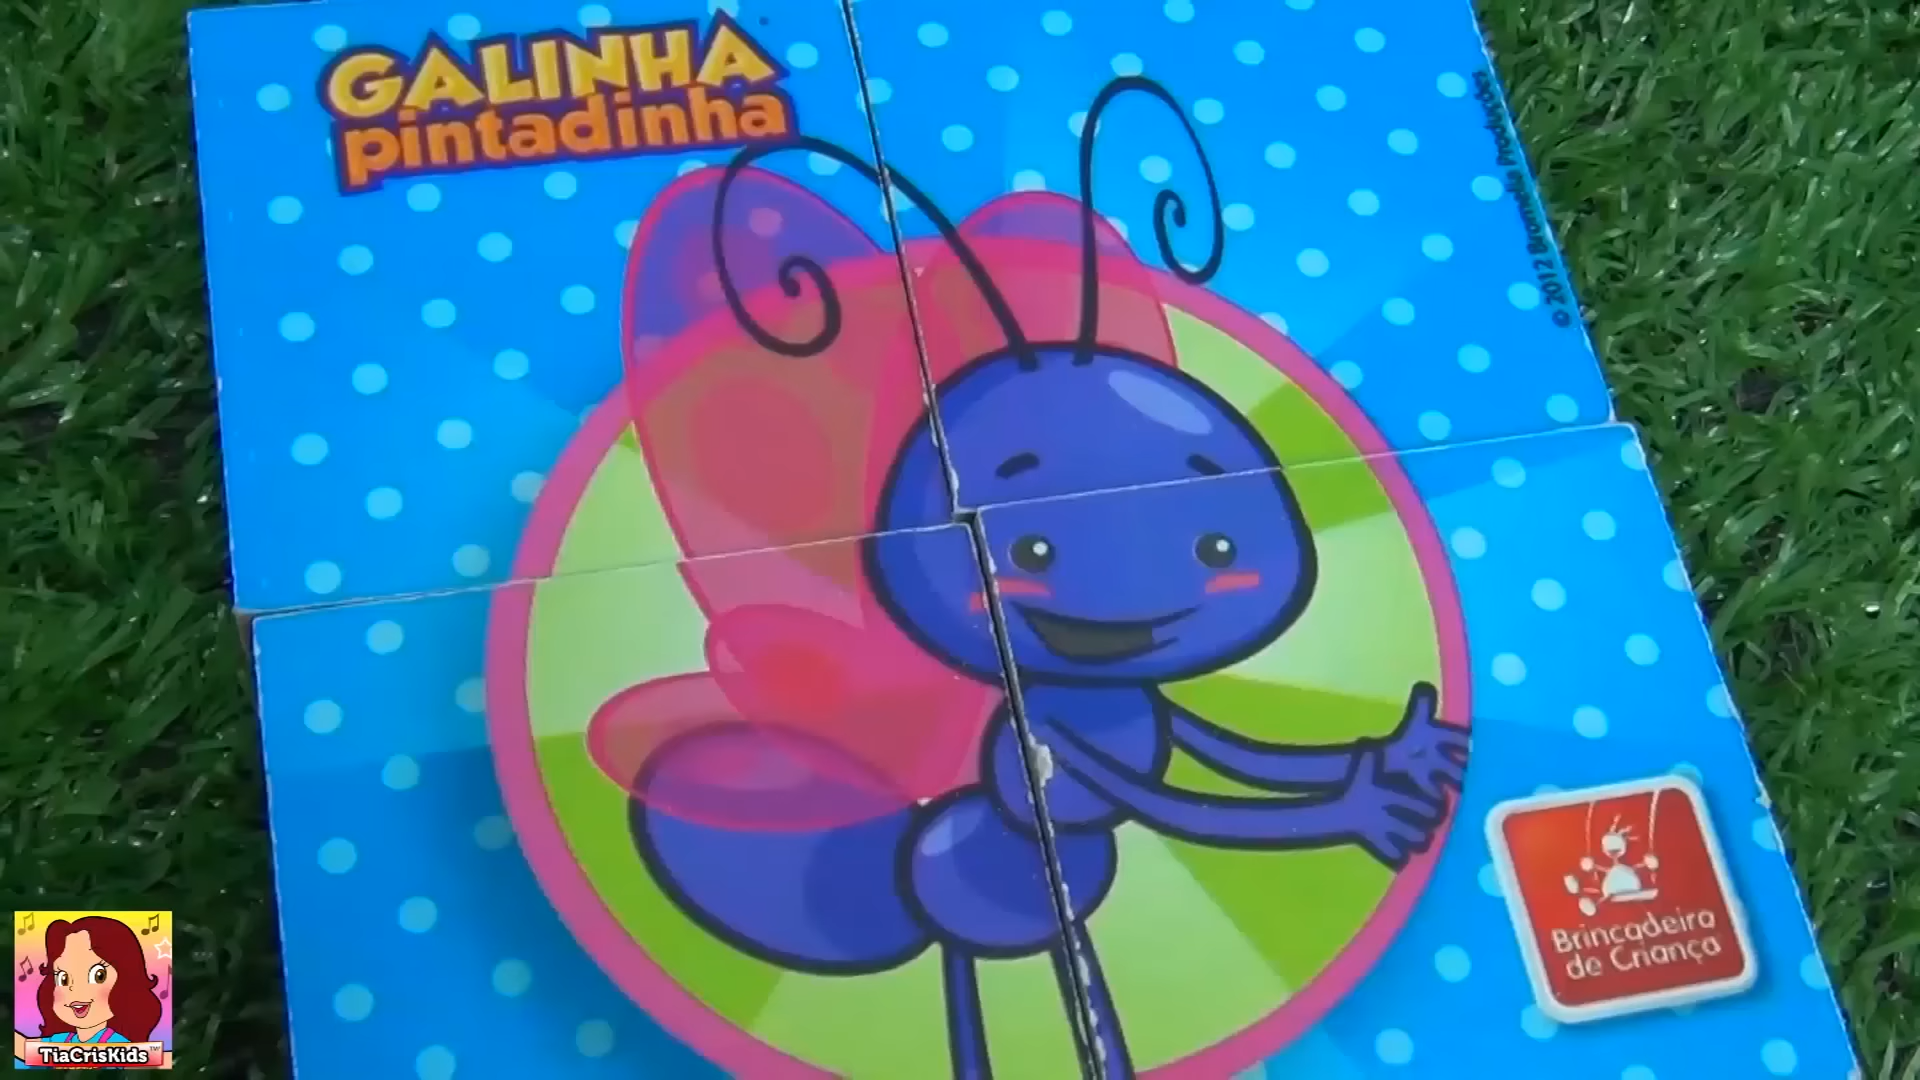 GALINHA
pintadinha
© 2012 Bromelia Produções
Brincadeira
de Criança
TiaCrisKids